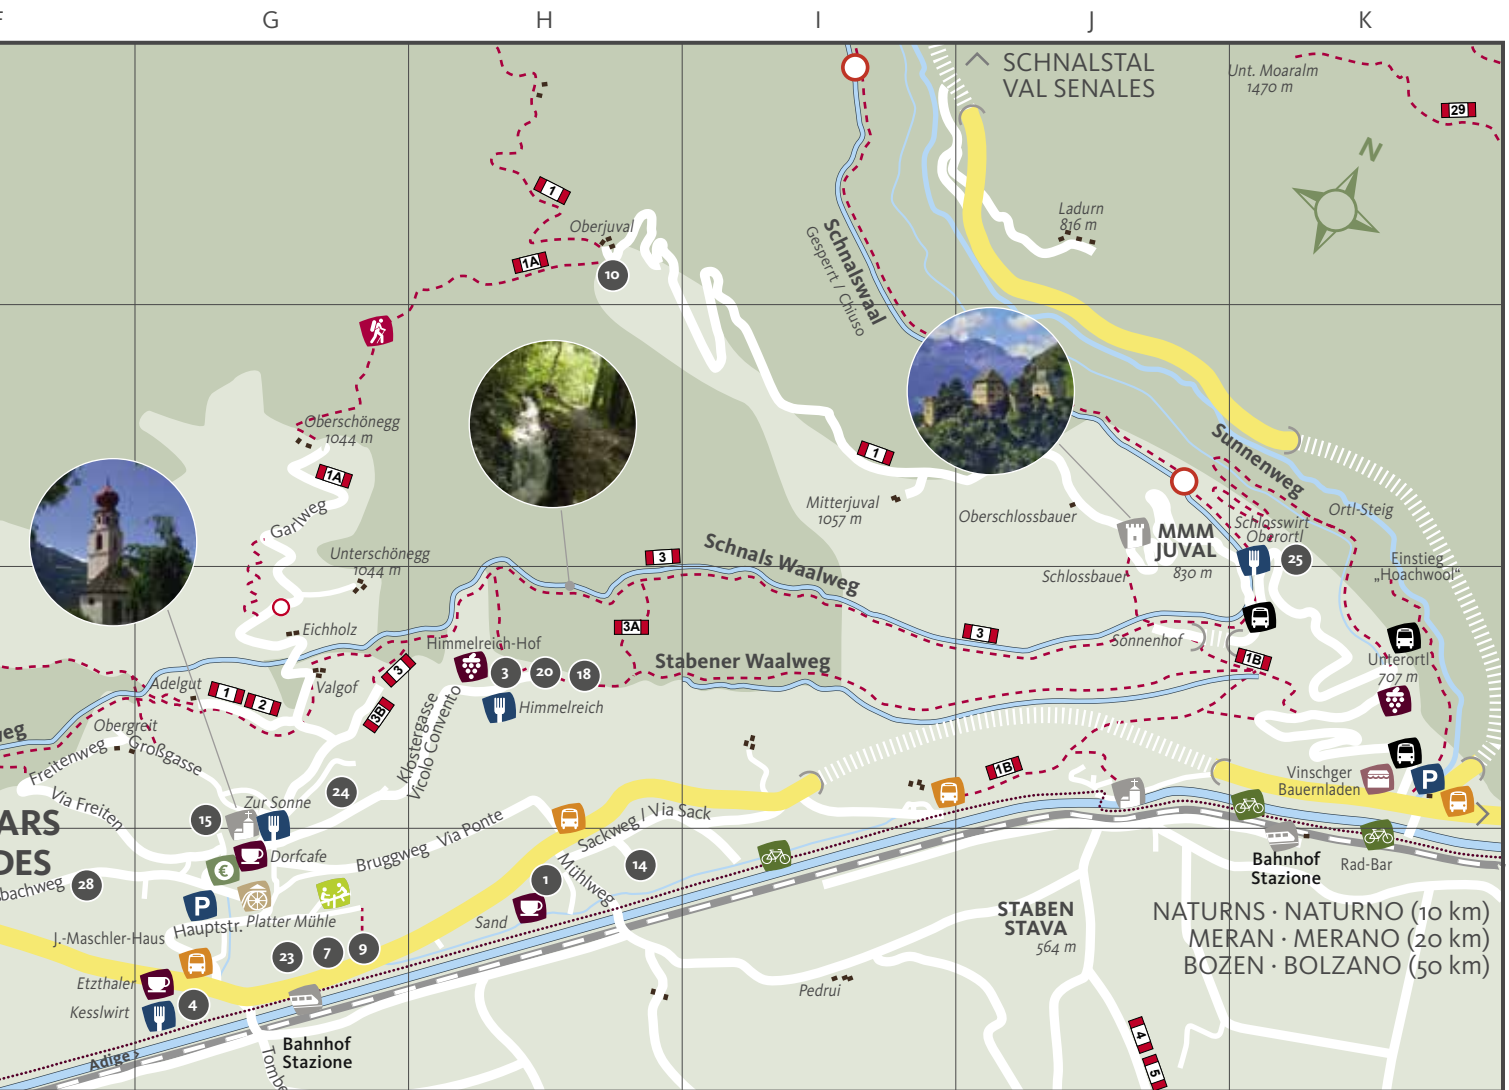 F
G
H
I
J
K
SCHNALSTAL
VAL SENALES
Unt. Moaralm
1470 m
29
N
1
Ladurn
816 m
Oberjuval
1A
10
Schnalswaal
Gesperrt / Chiuso
Oberschönegg
1044 m
1A
Garlweg
Unterschönegg
1044 m
1
Mitterjuval
1057 m
Oberschlossbauer
MMM
JUVAL
830 m
Schlossbauer
Sunnenweg
Ortl-Steig
Schlosswirt
Oberortl
25
Einstieg
„Hoachwool“
3
Schnals Waalweg
3A
3
Sonnenhof
1B
Unterortl
707 m
Eichholz
Himmelreich-Hof
3
20
18
Himmelreich
Stabener Waalweg
Adelgut
1
2
Valgof
3
3B
Klostergasse
Vicolo Convento
eg
Obergreit
Freitenweg
Großgasse
Via Freiten
24
15
Zur Sonne
1B
Vinschger
Bauernladen
P
ARS
DES
€
Dorfcafe
Bruggweg
Via Ponte
Sackweg / Via Sack
Mühlweg
14
1
Sand
Bahnhof
Stazione
Rad-Bar
bachweg
28
P
Hauptstr.
Platter Mühle
J.-Maschler-Haus
23
7
9
Etzthaler
Kesslwirt
4
Bahnhof
Stazione
Adige >
Tombe
Pedrui
STABEN
STAVA
564 m
NATURNS · NATURNO (10 km)
MERAN · MERANO (20 km)
BOZEN · BOLZANO (50 km)
4
5